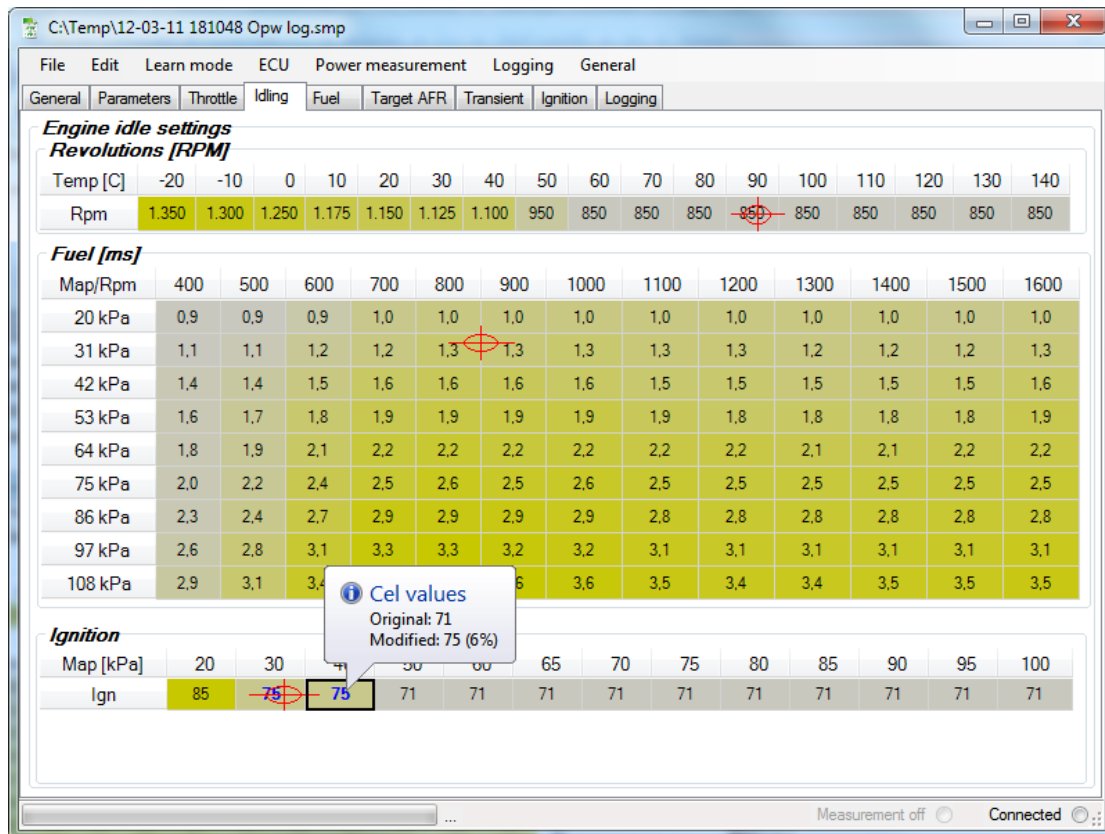 C:\Temp\12-03-11 181048 Opw log.smp
File Edit Learn mode ECU Power measurement Logging General
General Parameters Throttle Idling Fuel Target AFR Transient Ignition Logging
Engine idle settings
Revolutions [RPM]
Temp [C] -20 -10 0 10 20 30 40 50 60 70 80 90 100 110 120 130 140
Rpm 1.350 1.300 1.250 1.175 1.150 1.125 1.100 950 850 850 850 850 850 850 850 850 850
Fuel [ms]
Map/Rpm 400 500 600 700 800 900 1000 1100 1200 1300 1400 1500 1600
20 kPa 0,9 0,9 0,9 1,0 1,0 1,0 1,0 1,0 1,0 1,0 1,0 1,0 1,0
31 kPa 1,1 1,1 1,2 1,2 1,3 1,3 1,3 1,3 1,3 1,2 1,2 1,2 1,3
42 kPa 1,4 1,4 1,5 1,6 1,6 1,6 1,6 1,5 1,5 1,5 1,5 1,5 1,6
53 kPa 1,6 1,7 1,8 1,9 1,9 1,9 1,9 1,9 1,8 1,8 1,8 1,8 1,9
64 kPa 1,8 1,9 2,1 2,2 2,2 2,2 2,2 2,2 2,2 2,1 2,1 2,2 2,2
75 kPa 2,0 2,2 2,4 2,5 2,6 2,5 2,6 2,5 2,5 2,5 2,5 2,5 2,5
86 kPa 2,3 2,4 2,7 2,9 2,9 2,9 2,9 2,8 2,8 2,8 2,8 2,8 2,8
97 kPa 2,6 2,8 3,1 3,3 3,3 3,2 3,2 3,1 3,1 3,1 3,1 3,1 3,1
108 kPa 2,9 3,1 3,6 3,5 3,4 3,4 3,5 3,5 3,5
Cel values
Original: 71
Modified: 75 (6%)
Ignition
Map [kPa] 20 30 65 70 75 80 85 90 95 100
Ign 85 75 75 71 71 71 71 71 71 71 71 71 71
... Measurement off Connected